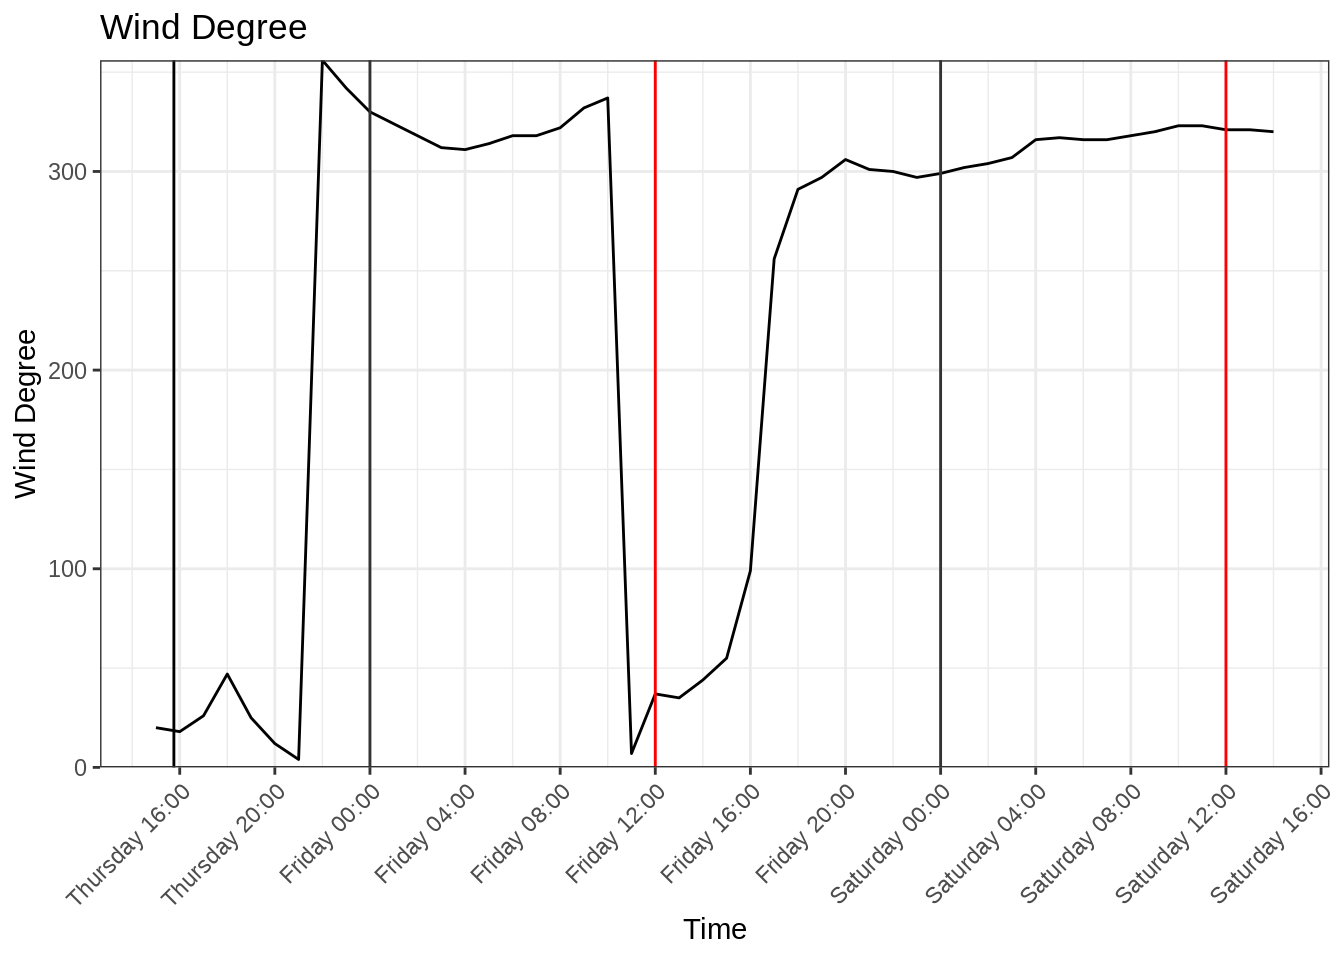 Wind Degree
Wind Degree
300
200
100
0
Thursday 16:00
Thursday 20:00
Friday 00:00
Friday 04:00
Friday 08:00
Friday 12:00
Friday 16:00
Friday 20:00
Saturday 00:00
Saturday 04:00
Saturday 08:00
Saturday 12:00
Saturday 16:00
Time